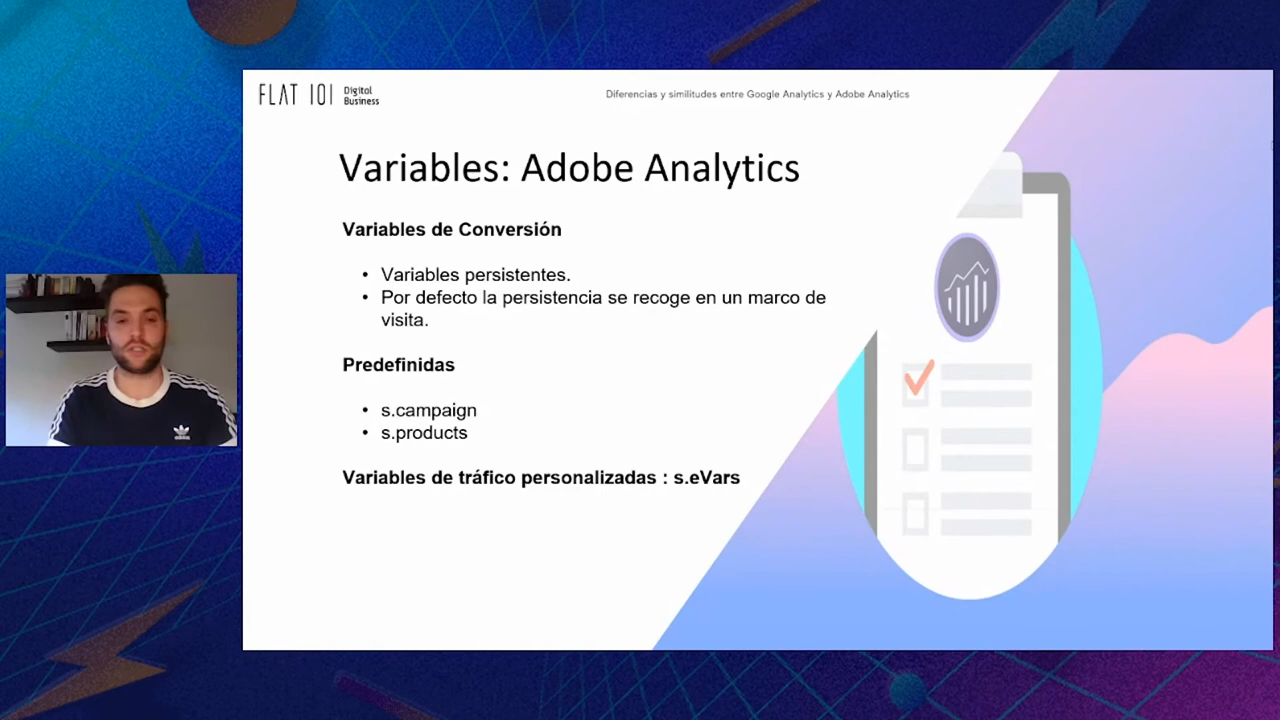 FLAT 101 Digital Business
Diferencias y similitudes entre Google Analytics y Adobe Analytics
Variables: Adobe Analytics
Variables de Conversión
• Variables persistentes.
• Por defecto la persistencia se recoge en un marco de
visita.
Predefinidas
• s.campaign
• s.products
Variables de tráfico personalizadas : s.eVars